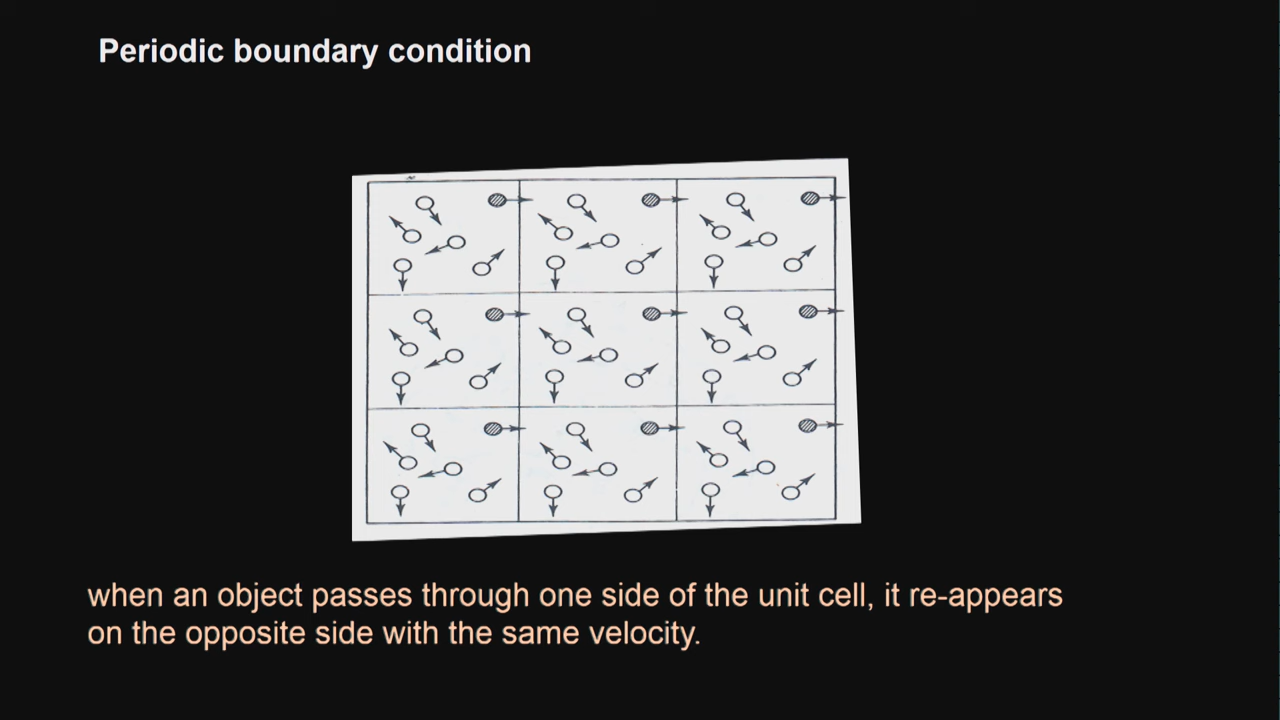 Periodic boundary condition
when an object passes through one side of the unit cell, it re-appears
on the opposite side with the same velocity.